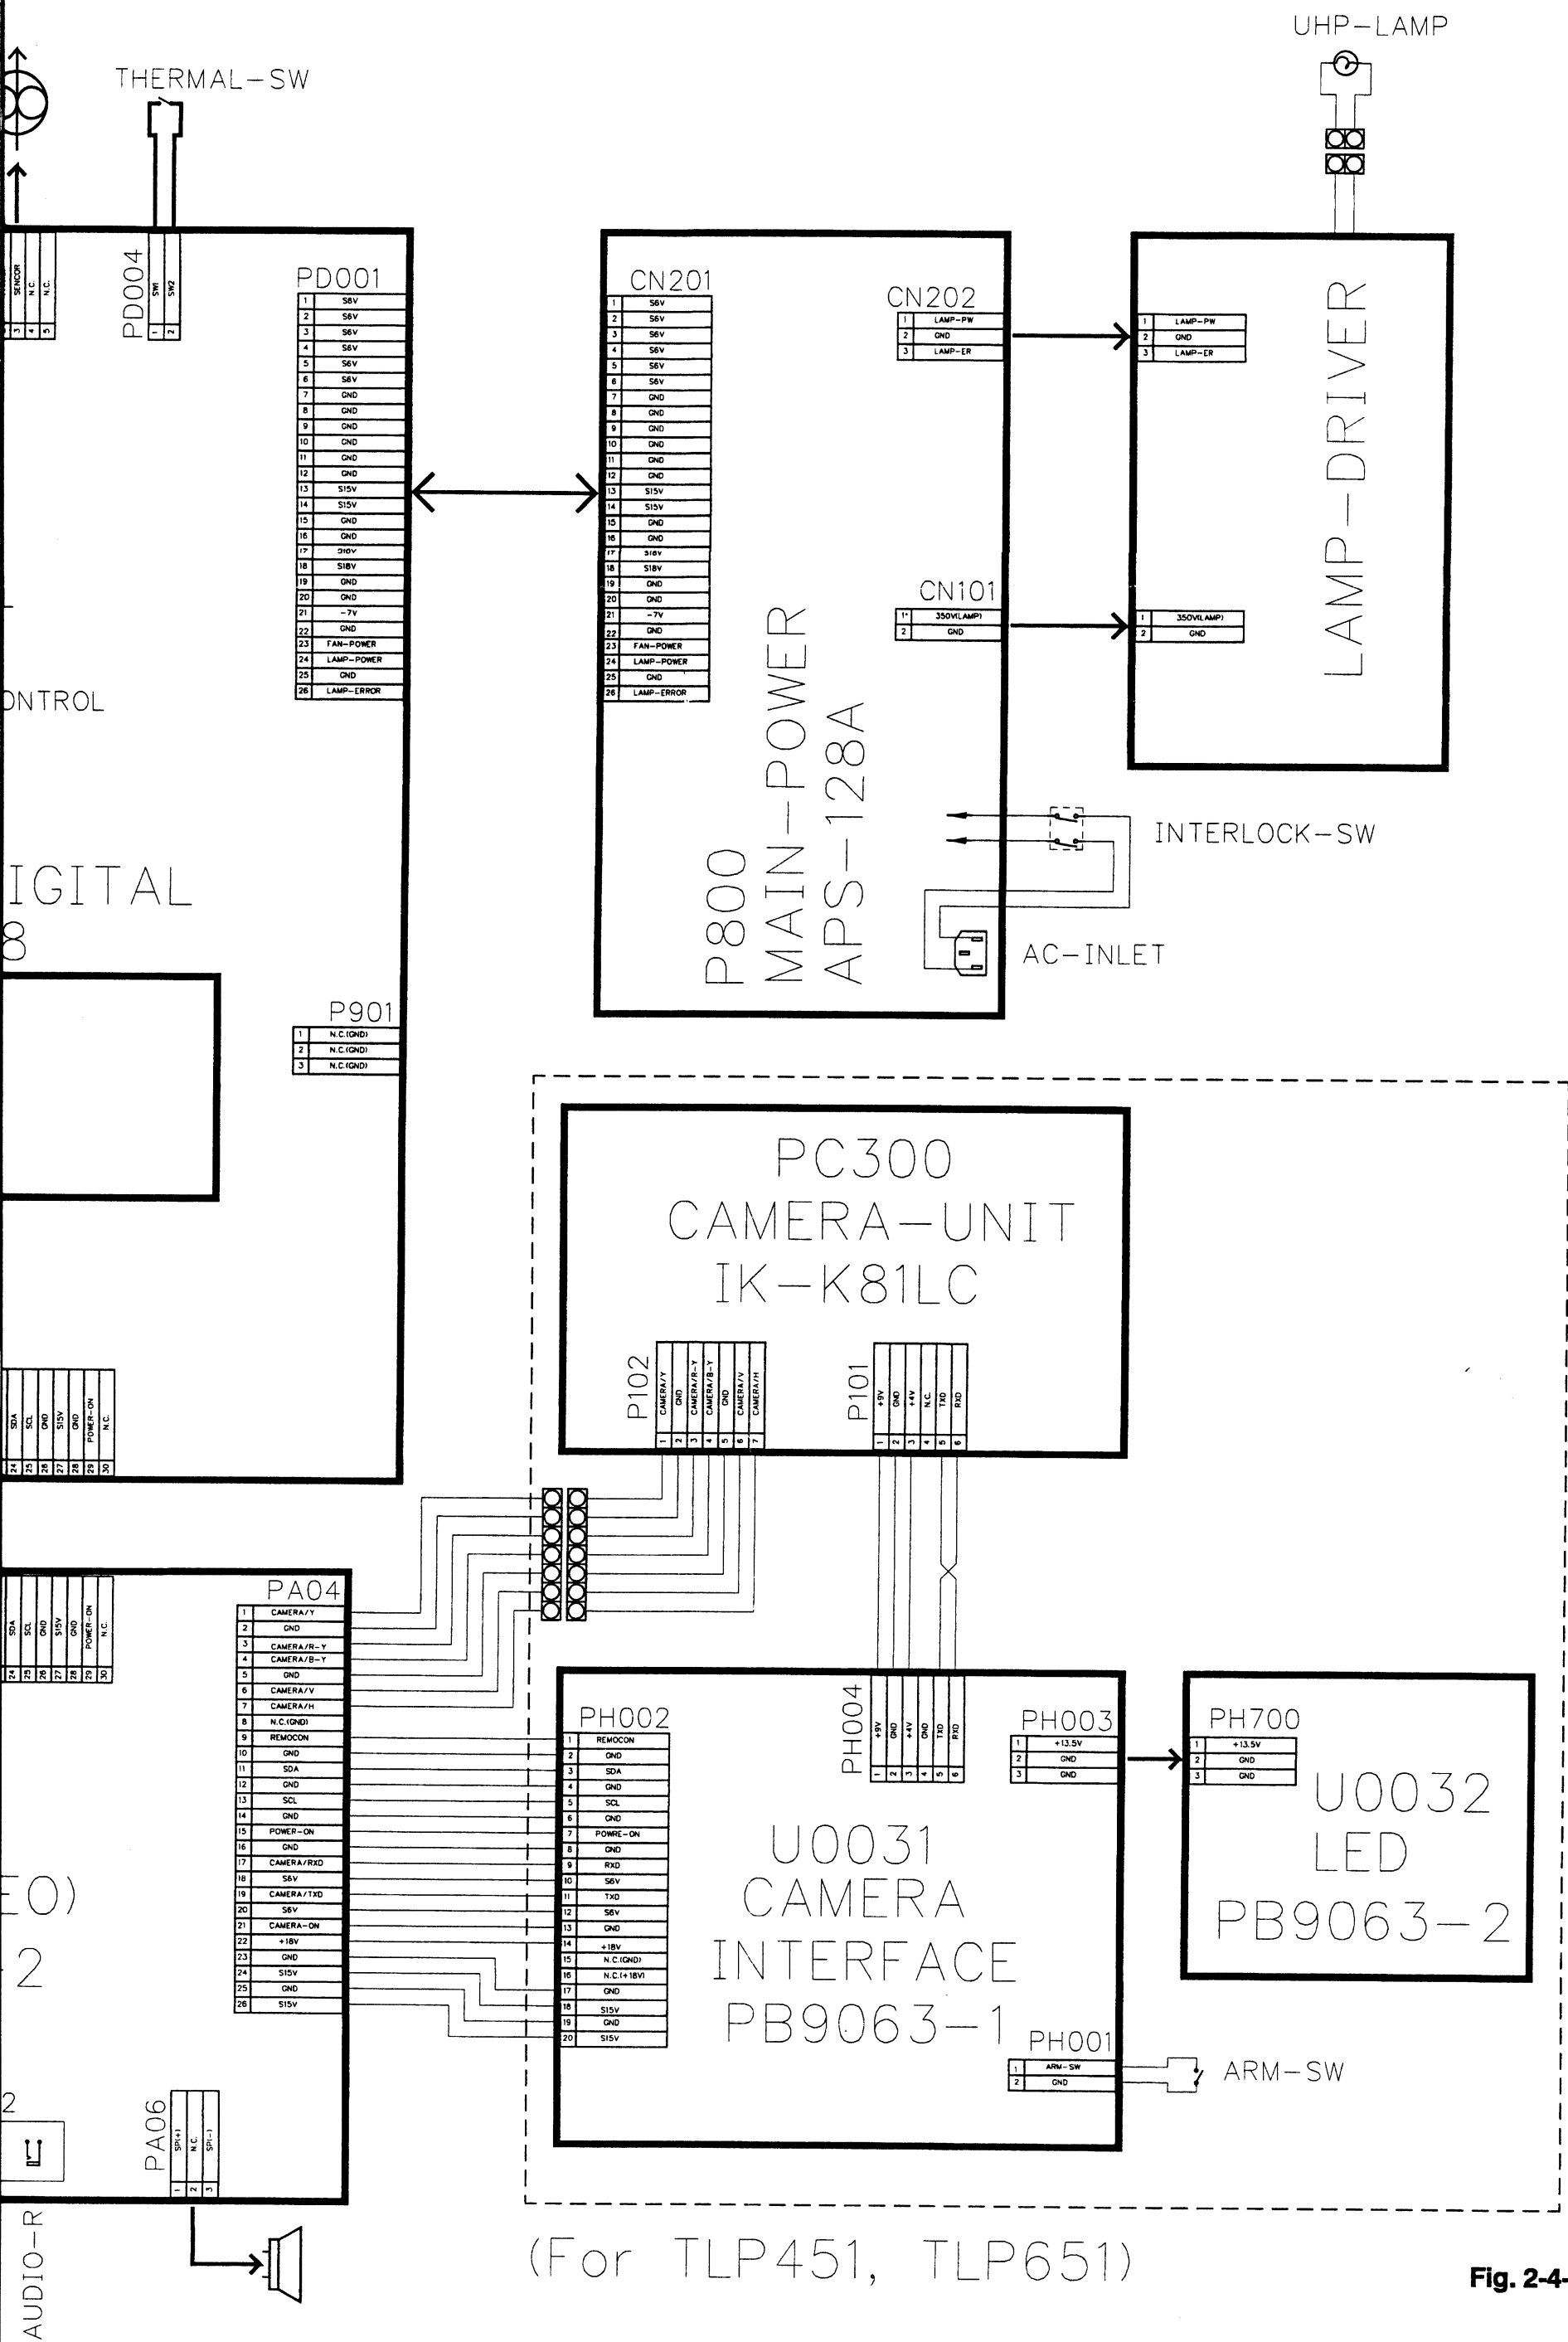 UHP-LAMP
THERMAL-SW
3 SENCOR
4 N.C.
5 N.C.
PD004
1 SW1
2 SW2
PD001
1 S6V
2 S6V
3 S6V
4 S6V
5 S6V
6 S6V
7 GND
8 GND
9 GND
10 GND
11 GND
12 GND
13 S15V
14 S15V
15 GND
16 GND
17 S18V
18 S18V
19 GND
20 GND
21 -7V
22 GND
23 FAN-POWER
24 LAMP-POWER
25 GND
26 LAMP-ERROR
CN201
1 S6V
2 S6V
3 S6V
4 S6V
5 S6V
6 S6V
7 GND
8 GND
9 GND
10 GND
11 GND
12 GND
13 S15V
14 S15V
15 GND
16 GND
17 S18V
18 S18V
19 GND
20 GND
21 -7V
22 GND
23 FAN-POWER
24 LAMP-POWER
25 GND
26 LAMP-ERROR
CN202
1 LAMP-PW
2 GND
3 LAMP-ER
1 LAMP-PW
2 GND
3 LAMP-ER
LAMP-DRIVER
CN101
1 350V(LAMP)
2 GND
1 350V(LAMP)
2 GND
P800
MAIN-POWER
APS-128A
INTERLOCK-SW
AC-INLET
ONTROL
IGITAL
8
P901
1 N.C.(GND)
2 N.C.(GND)
3 N.C.(GND)
PC300
CAMERA-UNIT
IK-K81LC
P102
1 CAMERA/Y
2 GND
3 CAMERA/R-Y
4 CAMERA/B-Y
5 GND
6 CAMERA/V
7 CAMERA/H
P101
1 +9V
2 GND
3 +4V
4 N.C.
5 TXD
6 RXD
24 SDA
25 SCL
26 GND
27 S15V
28 GND
29 POWER-ON
30 N.C.
24 SDA
25 SCL
26 GND
27 S15V
28 GND
29 POWER-ON
30 N.C.
PA04
1 CAMERA/Y
2 GND
3 CAMERA/R-Y
4 CAMERA/B-Y
5 GND
6 CAMERA/V
7 CAMERA/H
8 N.C.(GND)
9 REMOCON
10 GND
11 SDA
12 GND
13 SCL
14 GND
15 POWER-ON
16 GND
17 CAMERA/RXD
18 S6V
19 CAMERA/TXD
20 S6V
21 CAMERA-ON
22 +18V
23 GND
24 S15V
25 GND
26 S15V
PH002
1 REMOCON
2 GND
3 SDA
4 GND
5 SCL
6 GND
7 POWRE-ON
8 GND
9 RXD
10 S6V
11 TXD
12 S6V
13 GND
14 +18V
15 N.C.(GND)
16 N.C.(+18V)
17 GND
18 S15V
19 GND
20 S15V
PH004
1 +9V
2 GND
3 +4V
4 GND
5 TXD
6 RXD
PH003
1 +13.5V
2 GND
3 GND
PH700
1 +13.5V
2 GND
3 GND
U0032
LED
PB9063-2
U0031
CAMERA
INTERFACE
PB9063-1
PH001
1 ARM-SW
2 GND
ARM-SW
EO)
2
2
PA06
1 SP(+)
2 N.C.
3 SP(-)
AUDIO-R
(For TLP451, TLP651)
Fig. 2-4-